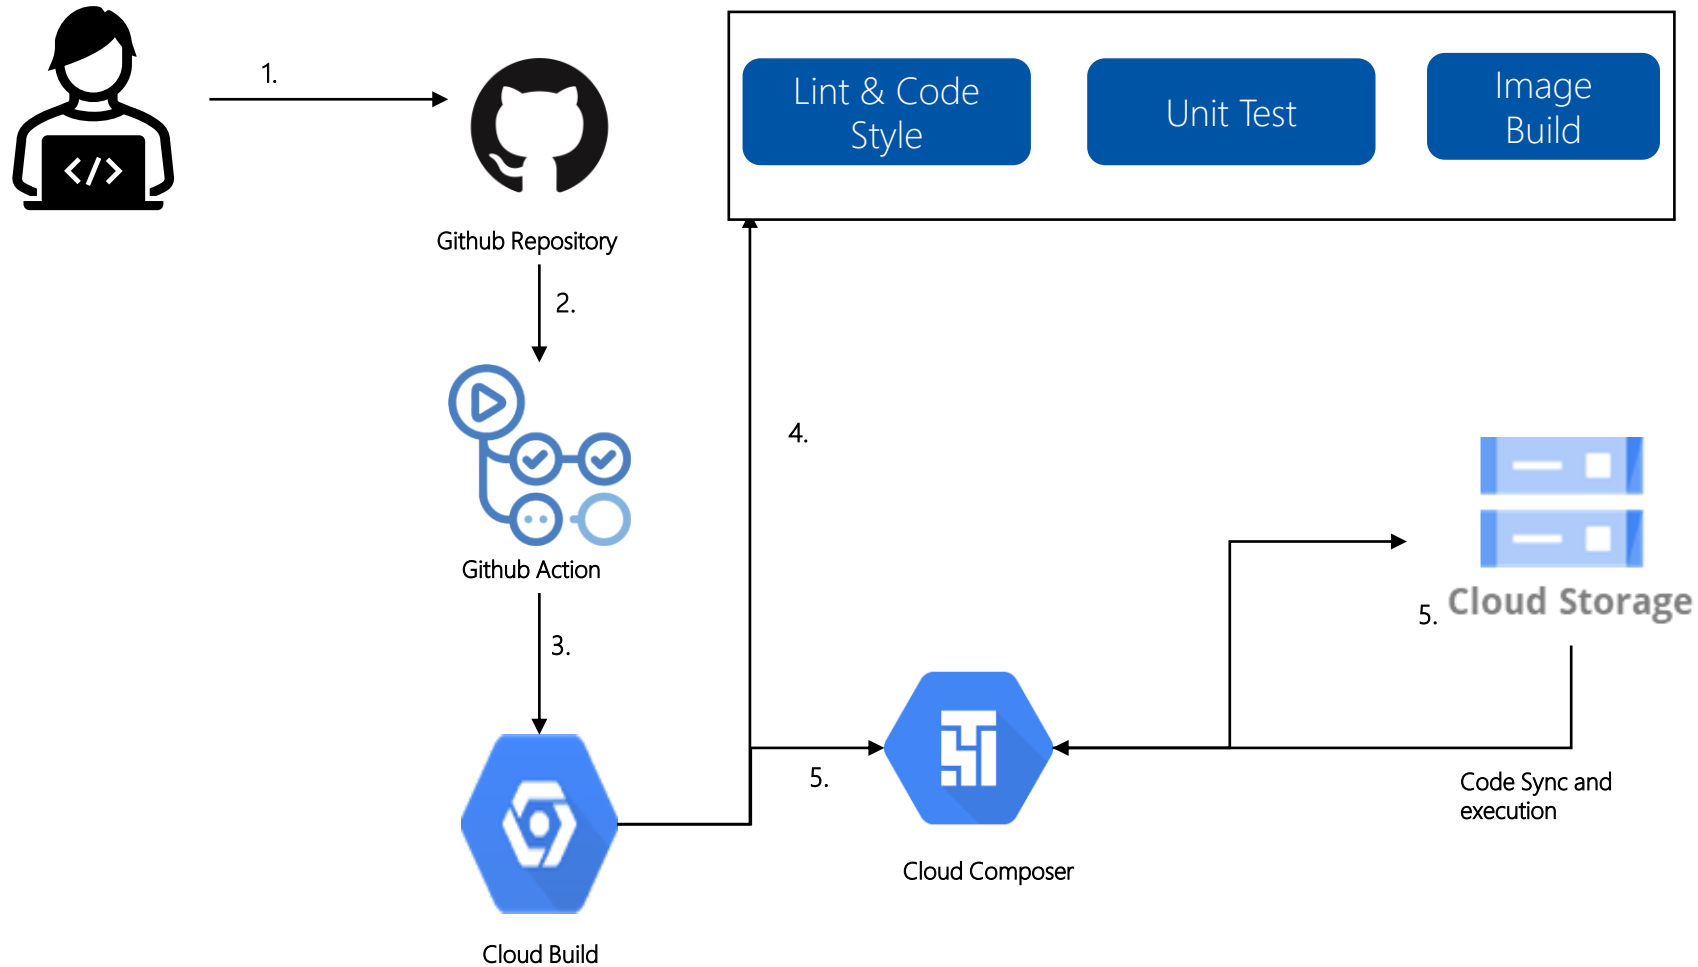 1.
</>
Github Repository
Lint & Code
Style
Unit Test
Image
Build
2.
Github Action
3.
4.
5.
Cloud Build
Cloud Composer
5.
Cloud Storage
Code Sync and
execution